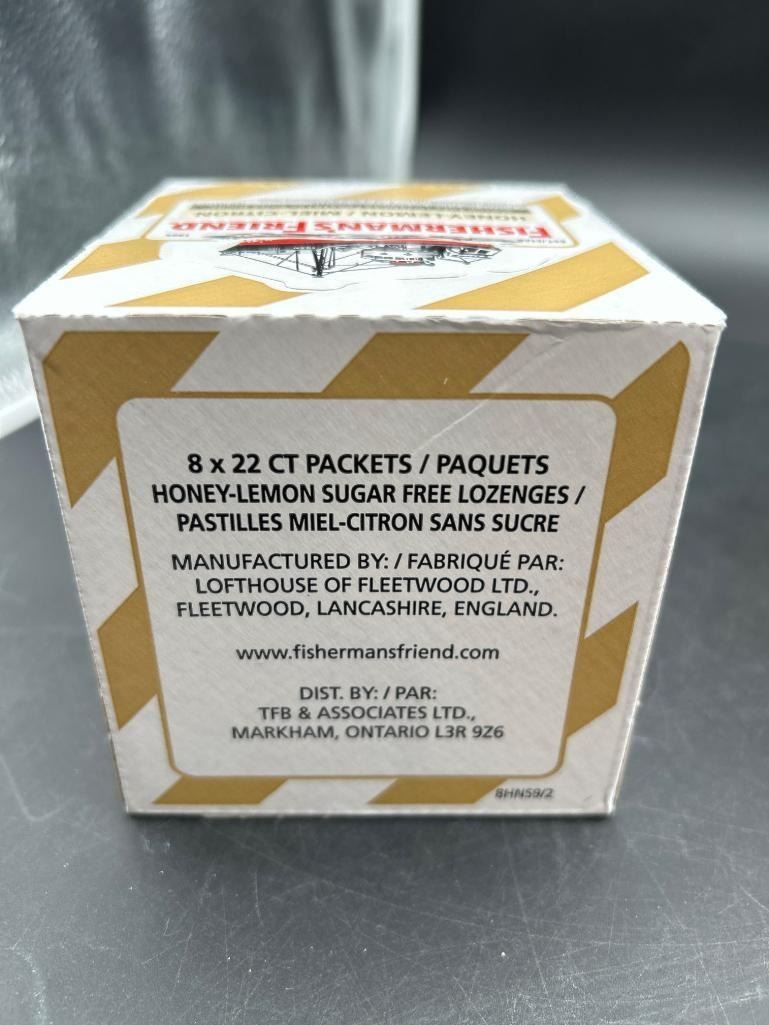 FISHERMAN'S FRIEND
HONEY-LEMON / MIEL-CITRON
8 x 22 CT PACKETS / PAQUETS
HONEY-LEMON SUGAR FREE LOZENGES /
PASTILLES MIEL-CITRON SANS SUCRE
MANUFACTURED BY: / FABRIQUÉ PAR:
LOFTHOUSE OF FLEETWOOD LTD.,
FLEETWOOD, LANCASHIRE, ENGLAND.
www.fishermansfriend.com
DIST. BY: / PAR:
TFB & ASSOCIATES LTD.,
MARKHAM, ONTARIO L3R 9Z6
8HN59/2